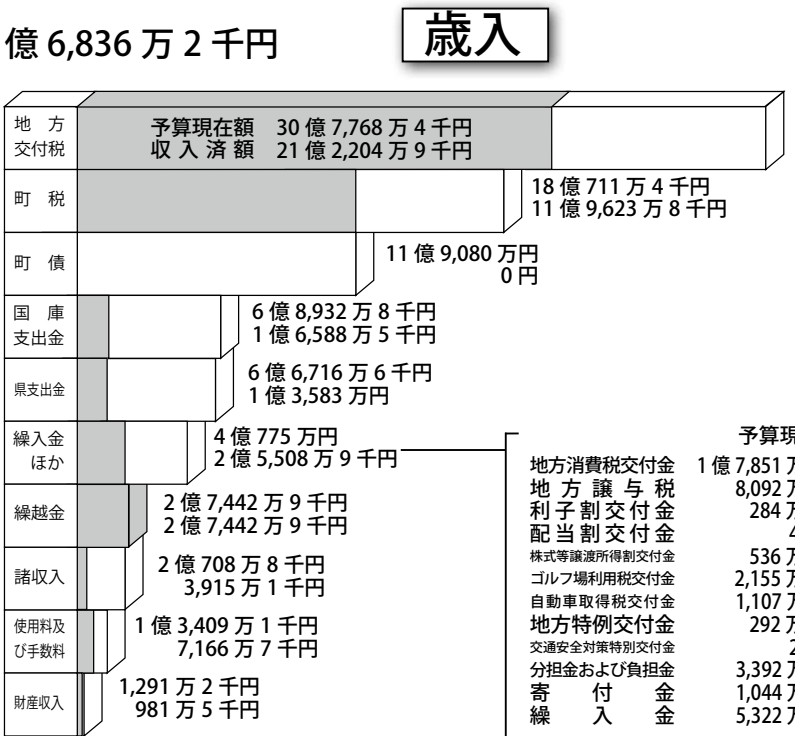 億 6,836 万 2 千円
歳入
地 方
交付税
予算現在額 30 億 7,768 万 4 千円
収 入 済 額 21 億 2,204 万 9 千円
町 税
18 億 711 万 4 千円
11 億 9,623 万 8 千円
町 債
11 億 9,080 万円
0 円
国 庫
支出金
6 億 8,932 万 8 千円
1 億 6,588 万 5 千円
県支出金
6 億 6,716 万 6 千円
1 億 3,583 万円
繰入金
ほか
4 億 775 万円
2 億 5,508 万 9 千円
繰越金
2 億 7,442 万 9 千円
2 億 7,442 万 9 千円
諸収入
2 億 708 万 8 千円
3,915 万 1 千円
使用料及
び手数料
1 億 3,409 万 1 千円
7,166 万 7 千円
財産収入
1,291 万 2 千円
981 万 5 千円
予算現
地方消費税交付金 1 億 7,851 万
地 方 譲 与 税 8,092 万
利子割交付金 284 万
配当割交付金 4
株式等譲渡所得割交付金 536 万
ゴルフ場利用税交付金 2,155 万
自動車取得税交付金 1,107 万
地方特例交付金 292 万
交通安全対策特別交付金 2
分担金および負担金 3,392 万
寄 付 金 1,044 万
繰 入 金 5,322 万